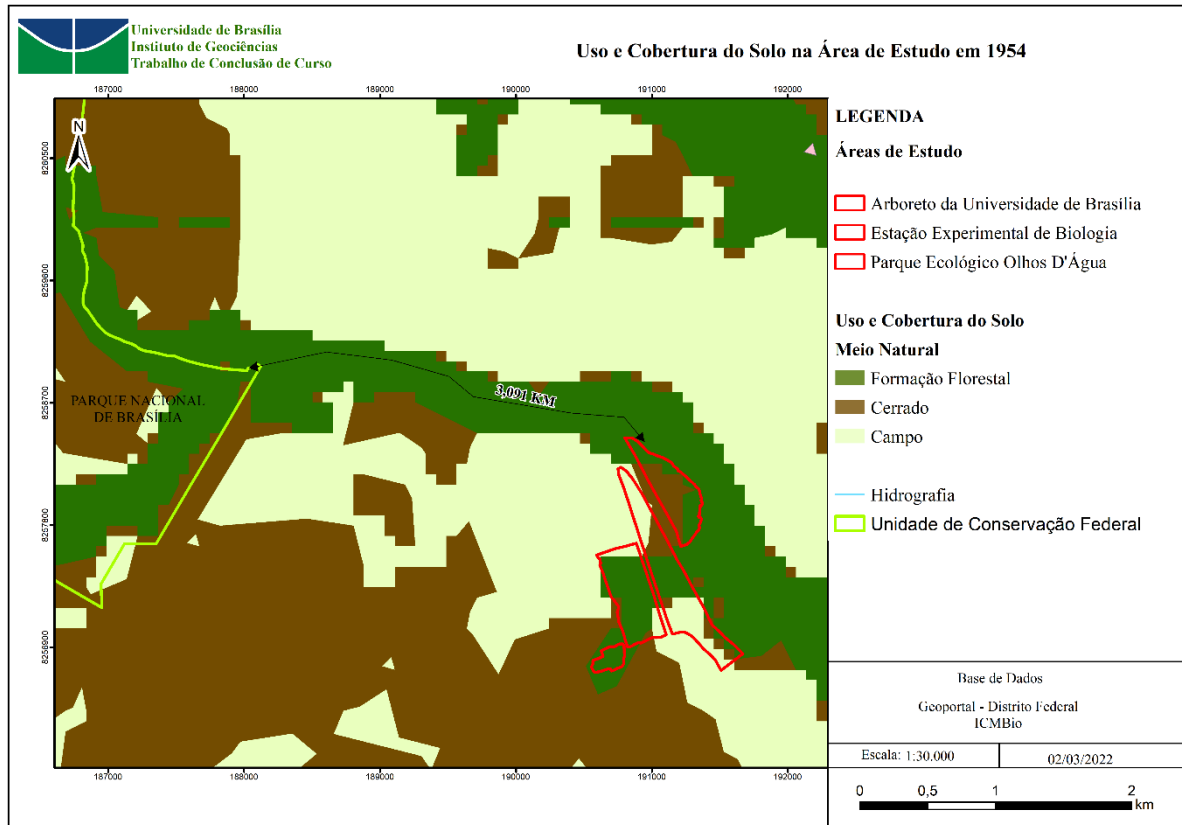 Universidade de Brasília
Instituto de Geociências
Trabalho de Conclusão de Curso
Uso e Cobertura do Solo na Área de Estudo em 1954
187000 188000 189000 190000 191000 192000
N
8260500
8259600
8258700
8257800
8256900
3,091 KM
PARQUE NACIONAL
DE BRASÍLIA
187000 188000 189000 190000 191000 192000
LEGENDA
Áreas de Estudo
Arboreto da Universidade de Brasília
Estação Experimental de Biologia
Parque Ecológico Olhos D'Água
Uso e Cobertura do Solo
Meio Natural
Formação Florestal
Cerrado
Campo
Hidrografia
Unidade de Conservação Federal
Base de Dados
Geoportal - Distrito Federal
ICMBio
Escala: 1:30.000 02/03/2022
0 0,5 1 2
km